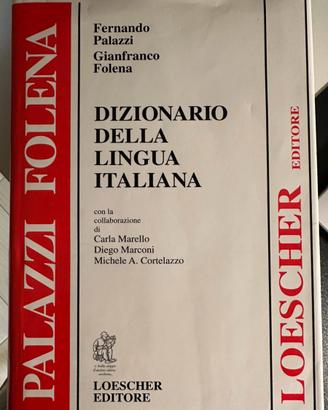 PALAZZI FOLENA
Fernando
Palazzi
Gianfranco
Folena
DIZIONARIO
DELLA
LINGUA
ITALIANA
con la
collaborazione
di
Carla Marello
Diego Marconi
Michele A. Cortelazzo
LOESCHER
EDITORE
LOESCHER EDITORE